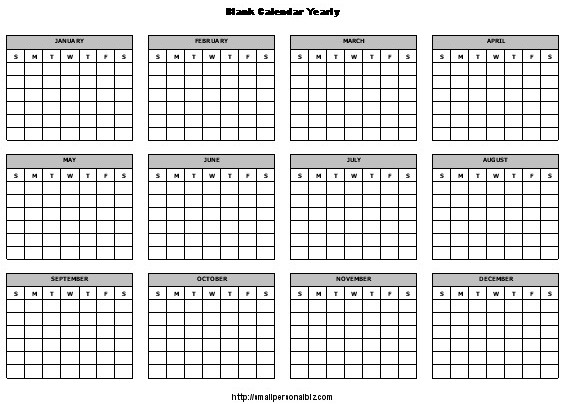 Blank Calendar Yearly
JANUARY FEBRUARY MARCH APRIL
S M T W T F S S M T W T F S S M T W T F S S M T W T F S
MAY JUNE JULY AUGUST
S M T W T F S S M T W T F S S M T W T F S S M T W T F S
SEPTEMBER OCTOBER NOVEMBER DECEMBER
S M T W T F S S M T W T F S S M T W T F S S M T W T F S
http://smallpersonalbiz.com